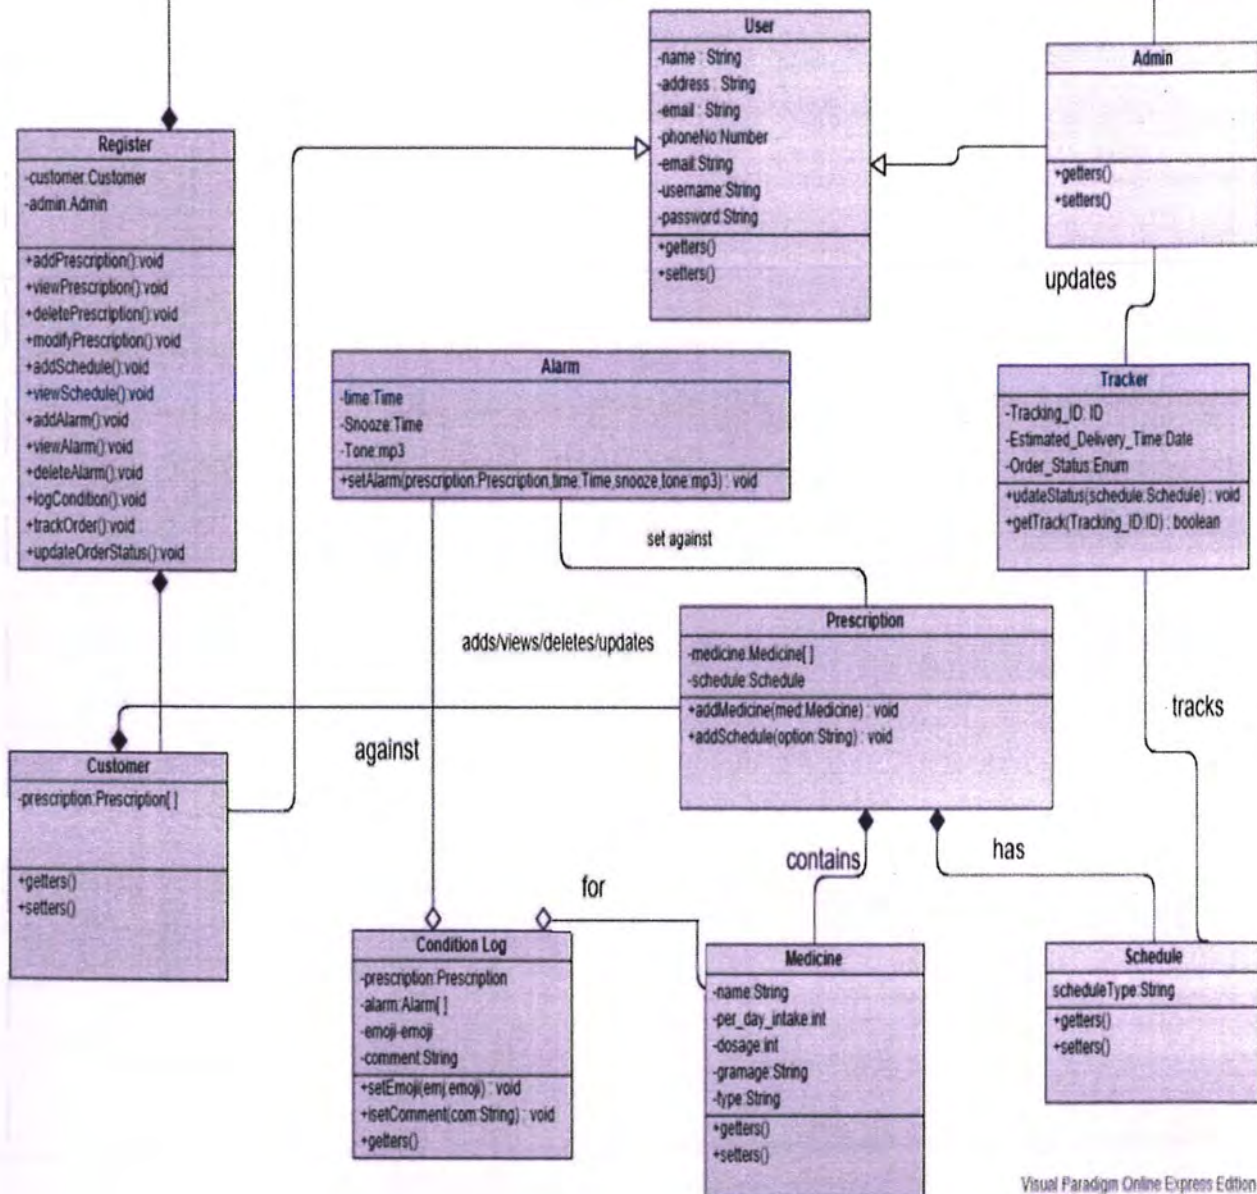 User
-name : String
-address : String
-email : String
-phoneNo:Number
-email:String
-username:String
-password:String
+getters()
+setters()
Admin
+getters()
+setters()
Register
-customer:Customer
-admin:Admin
+addPrescription():void
+viewPrescription():void
+deletePrescription():void
+modifyPrescription():void
+addSchedule():void
+viewSchedule():void
+addAlarm():void
+viewAlarm():void
+deleteAlarm():void
+logCondition():void
+trackOrder():void
+updateOrderStatus():void
updates
Alarm
-time:Time
-Snooze:Time
-Tone:mp3
+setAlarm(prescription:Prescription,time:Time,snooze,tone:mp3) : void
Tracker
-Tracking_ID: ID
-Estimated_Delivery_Time:Date
-Order_Status:Enum
+udateStatus(schedule:Schedule) : void
+getTrack(Tracking_ID:ID) : boolean
set against
adds/views/deletes/updates
Prescription
-medicine:Medicine[ ]
-schedule:Schedule
+addMedicine(med:Medicine) : void
+addSchedule(option:String) : void
tracks
against
Customer
-prescription:Prescription[ ]
+getters()
+setters()
contains
has
for
Condition Log
-prescription:Prescription
-alarm:Alarm[ ]
-emoji-emoji
-comment:String
+setEmoji(emj:emoji) : void
+isetComment(com:String) : void
+getters()
Medicine
-name:String
-per_day_intake:int
-dosage:int
-gramage:String
-type:String
+getters()
+setters()
Schedule
scheduleType:String
+getters()
+setters()
Visual Paradigm Online Express Edition